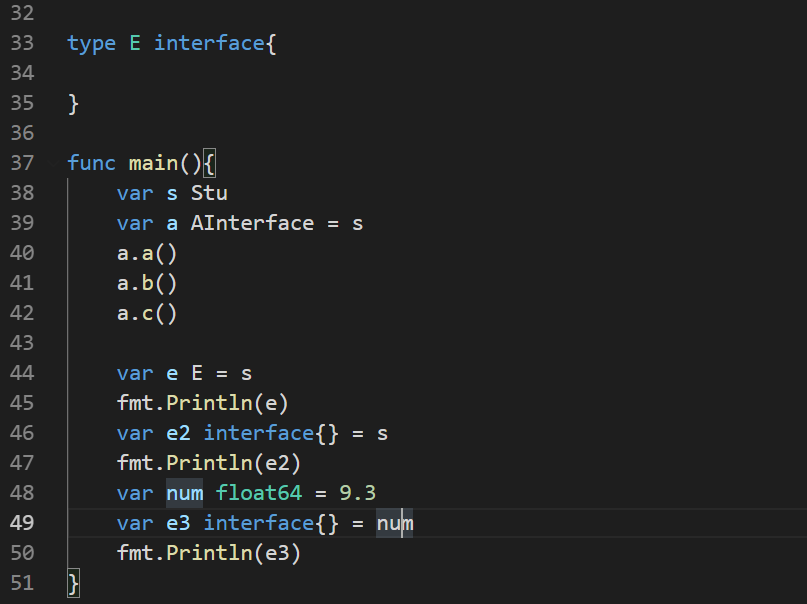 32
33 type E interface{
34
35 }
36
37 func main(){
38 var s Stu
39 var a AInterface = s
40 a.a()
41 a.b()
42 a.c()
43
44 var e E = s
45 fmt.Println(e)
46 var e2 interface{} = s
47 fmt.Println(e2)
48 var num float64 = 9.3
49 var e3 interface{} = num
50 fmt.Println(e3)
51 }